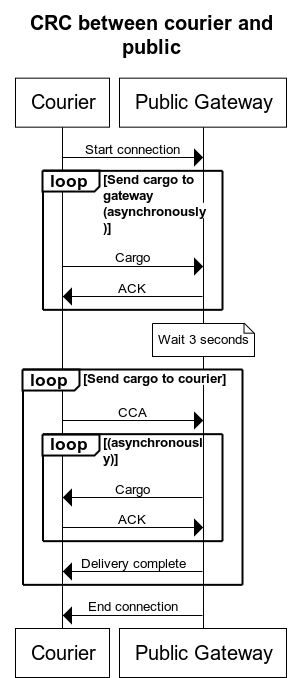 CRC between courier and
public
Courier
Public Gateway
Start connection
loop
[Send cargo to
gateway
(asynchronously
)]
Cargo
ACK
Wait 3 seconds
loop
[Send cargo to courier]
CCA
loop
[(asynchronousl
y)]
Cargo
ACK
Delivery complete
End connection
Courier
Public Gateway